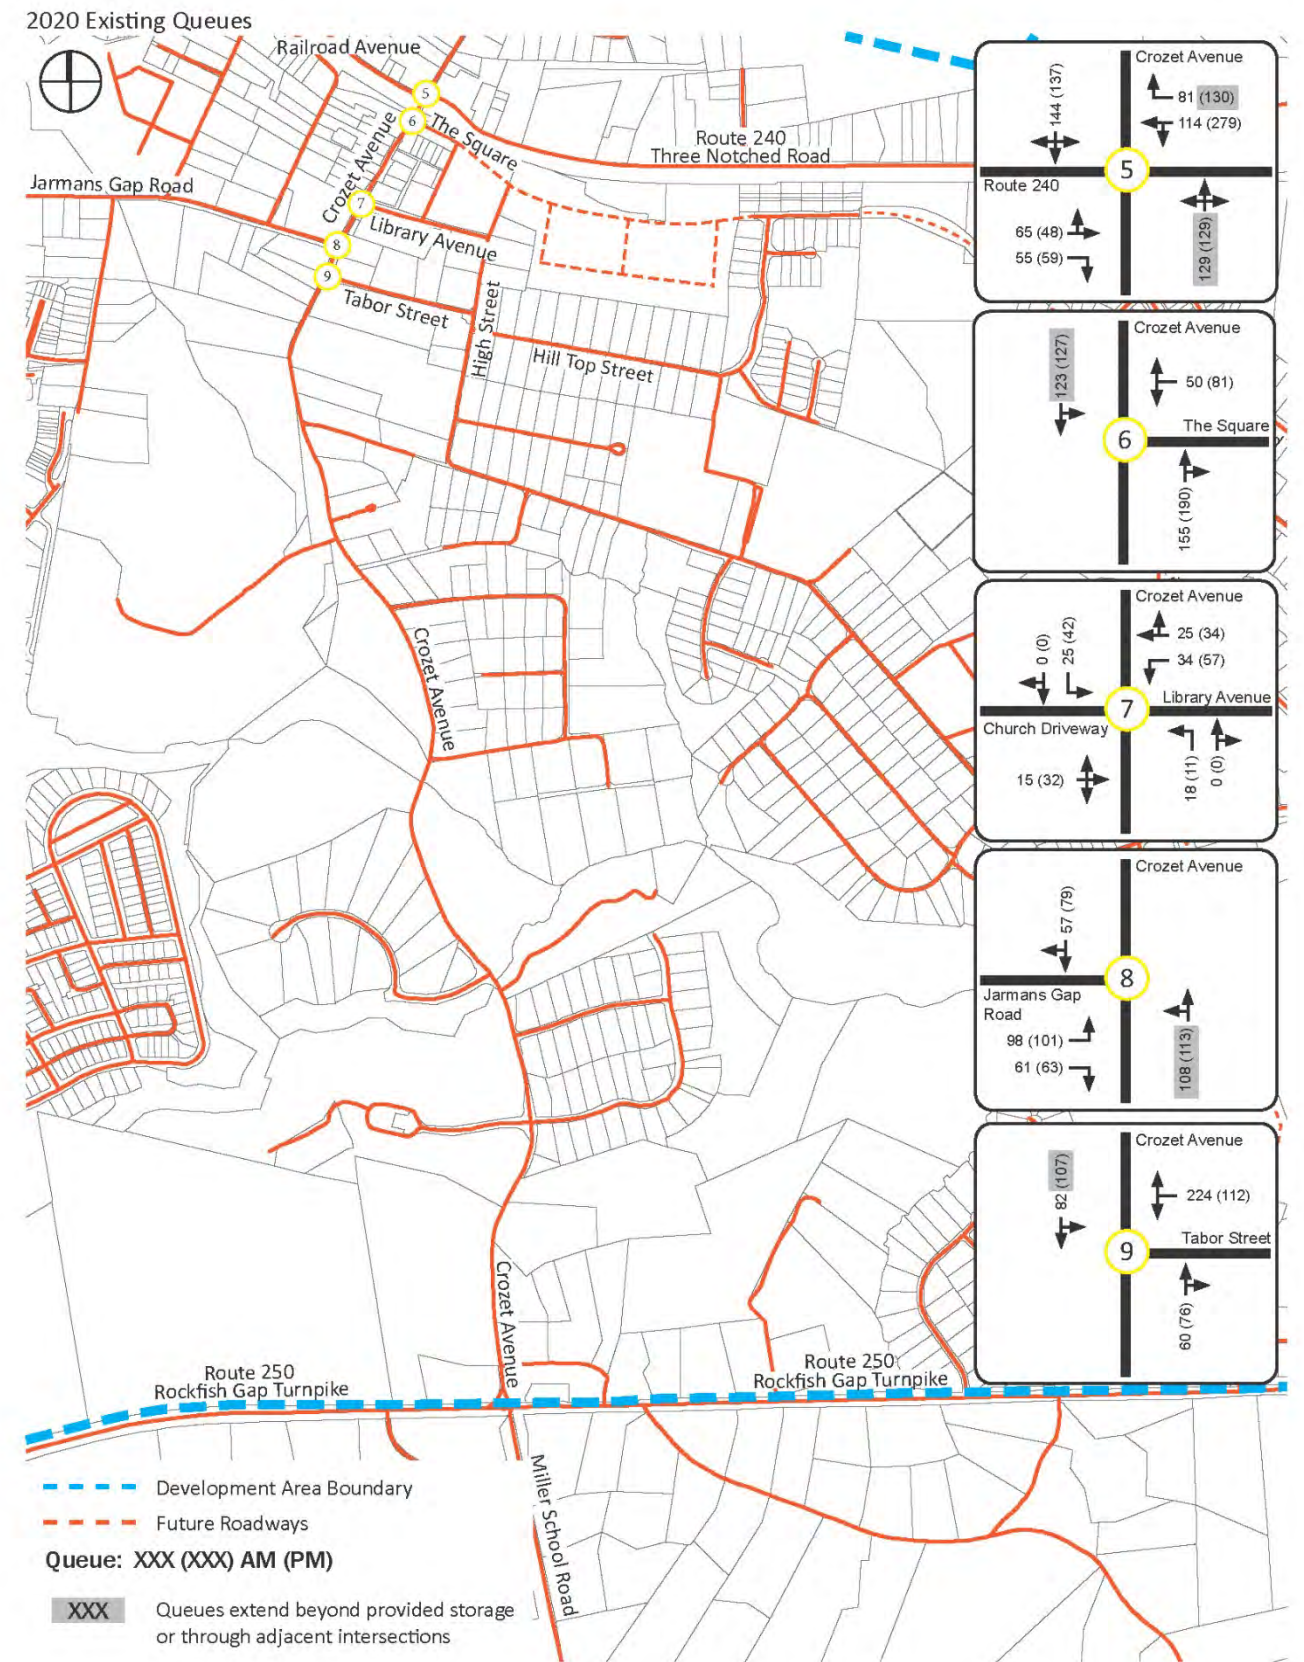 2020 Existing Queues
Railroad Avenue
5
6
The Square
Crozet Avenue
Route 240
Three Notched Road
Jarmans Gap Road
7
Library Avenue
8
9
Tabor Street
High Street
Hill Top Street
Crozet Avenue
Crozet Avenue
Route 250
Rockfish Gap Turnpike
Route 250
Rockfish Gap Turnpike
Miller School Road
Crozet Avenue
144 (137)
81 (130)
114 (279)
5
Route 240
65 (48)
55 (59)
129 (129)
Crozet Avenue
123 (127)
50 (81)
The Square
6
155 (190)
Crozet Avenue
0 (0)
25 (42)
25 (34)
34 (57)
Library Avenue
7
Church Driveway
15 (32)
18 (11)
0 (0)
Crozet Avenue
57 (79)
8
Jarmans Gap
Road
98 (101)
61 (63)
108 (113)
Crozet Avenue
82 (107)
224 (112)
Tabor Street
9
60 (76)
Development Area Boundary
Future Roadways
Queue: XXX (XXX) AM (PM)
XXX
Queues extend beyond provided storage
or through adjacent intersections